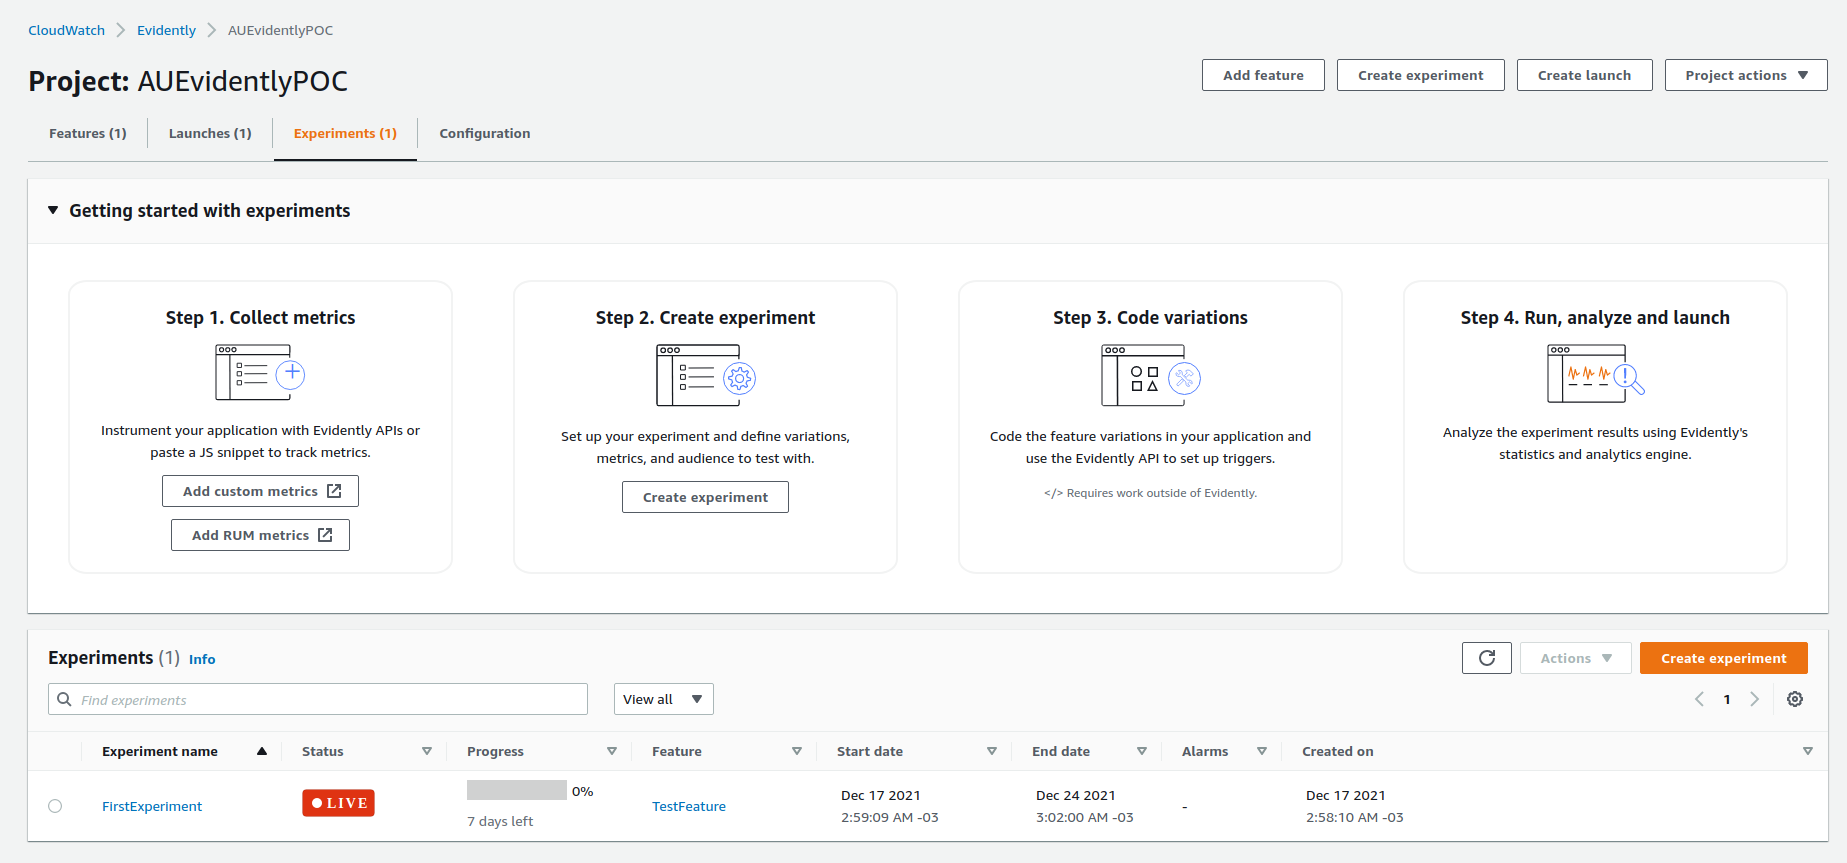 CloudWatch Evidently AUEvidentlyPOC
Project: AUEvidentlyPOC
Add feature Create experiment Create launch Project actions
Features (1) Launches (1) Experiments (1) Configuration
Getting started with experiments
Step 1. Collect metrics
Instrument your application with Evidently APIs or
paste a JS snippet to track metrics.
Add custom metrics
Add RUM metrics
Step 2. Create experiment
Set up your experiment and define variations,
metrics, and audience to test with.
Create experiment
Step 3. Code variations
Code the feature variations in your application and
use the Evidently API to set up triggers.
</> Requires work outside of Evidently.
Step 4. Run, analyze and launch
Analyze the experiment results using Evidently's
statistics and analytics engine.
Experiments (1) Info
Actions Create experiment
Find experiments View all 1
Experiment name Status Progress Feature Start date End date Alarms Created on
FirstExperiment LIVE 0% TestFeature Dec 17 2021 Dec 24 2021 - Dec 17 2021
7 days left 2:59:09 AM -03 3:02:00 AM -03 2:58:10 AM -03